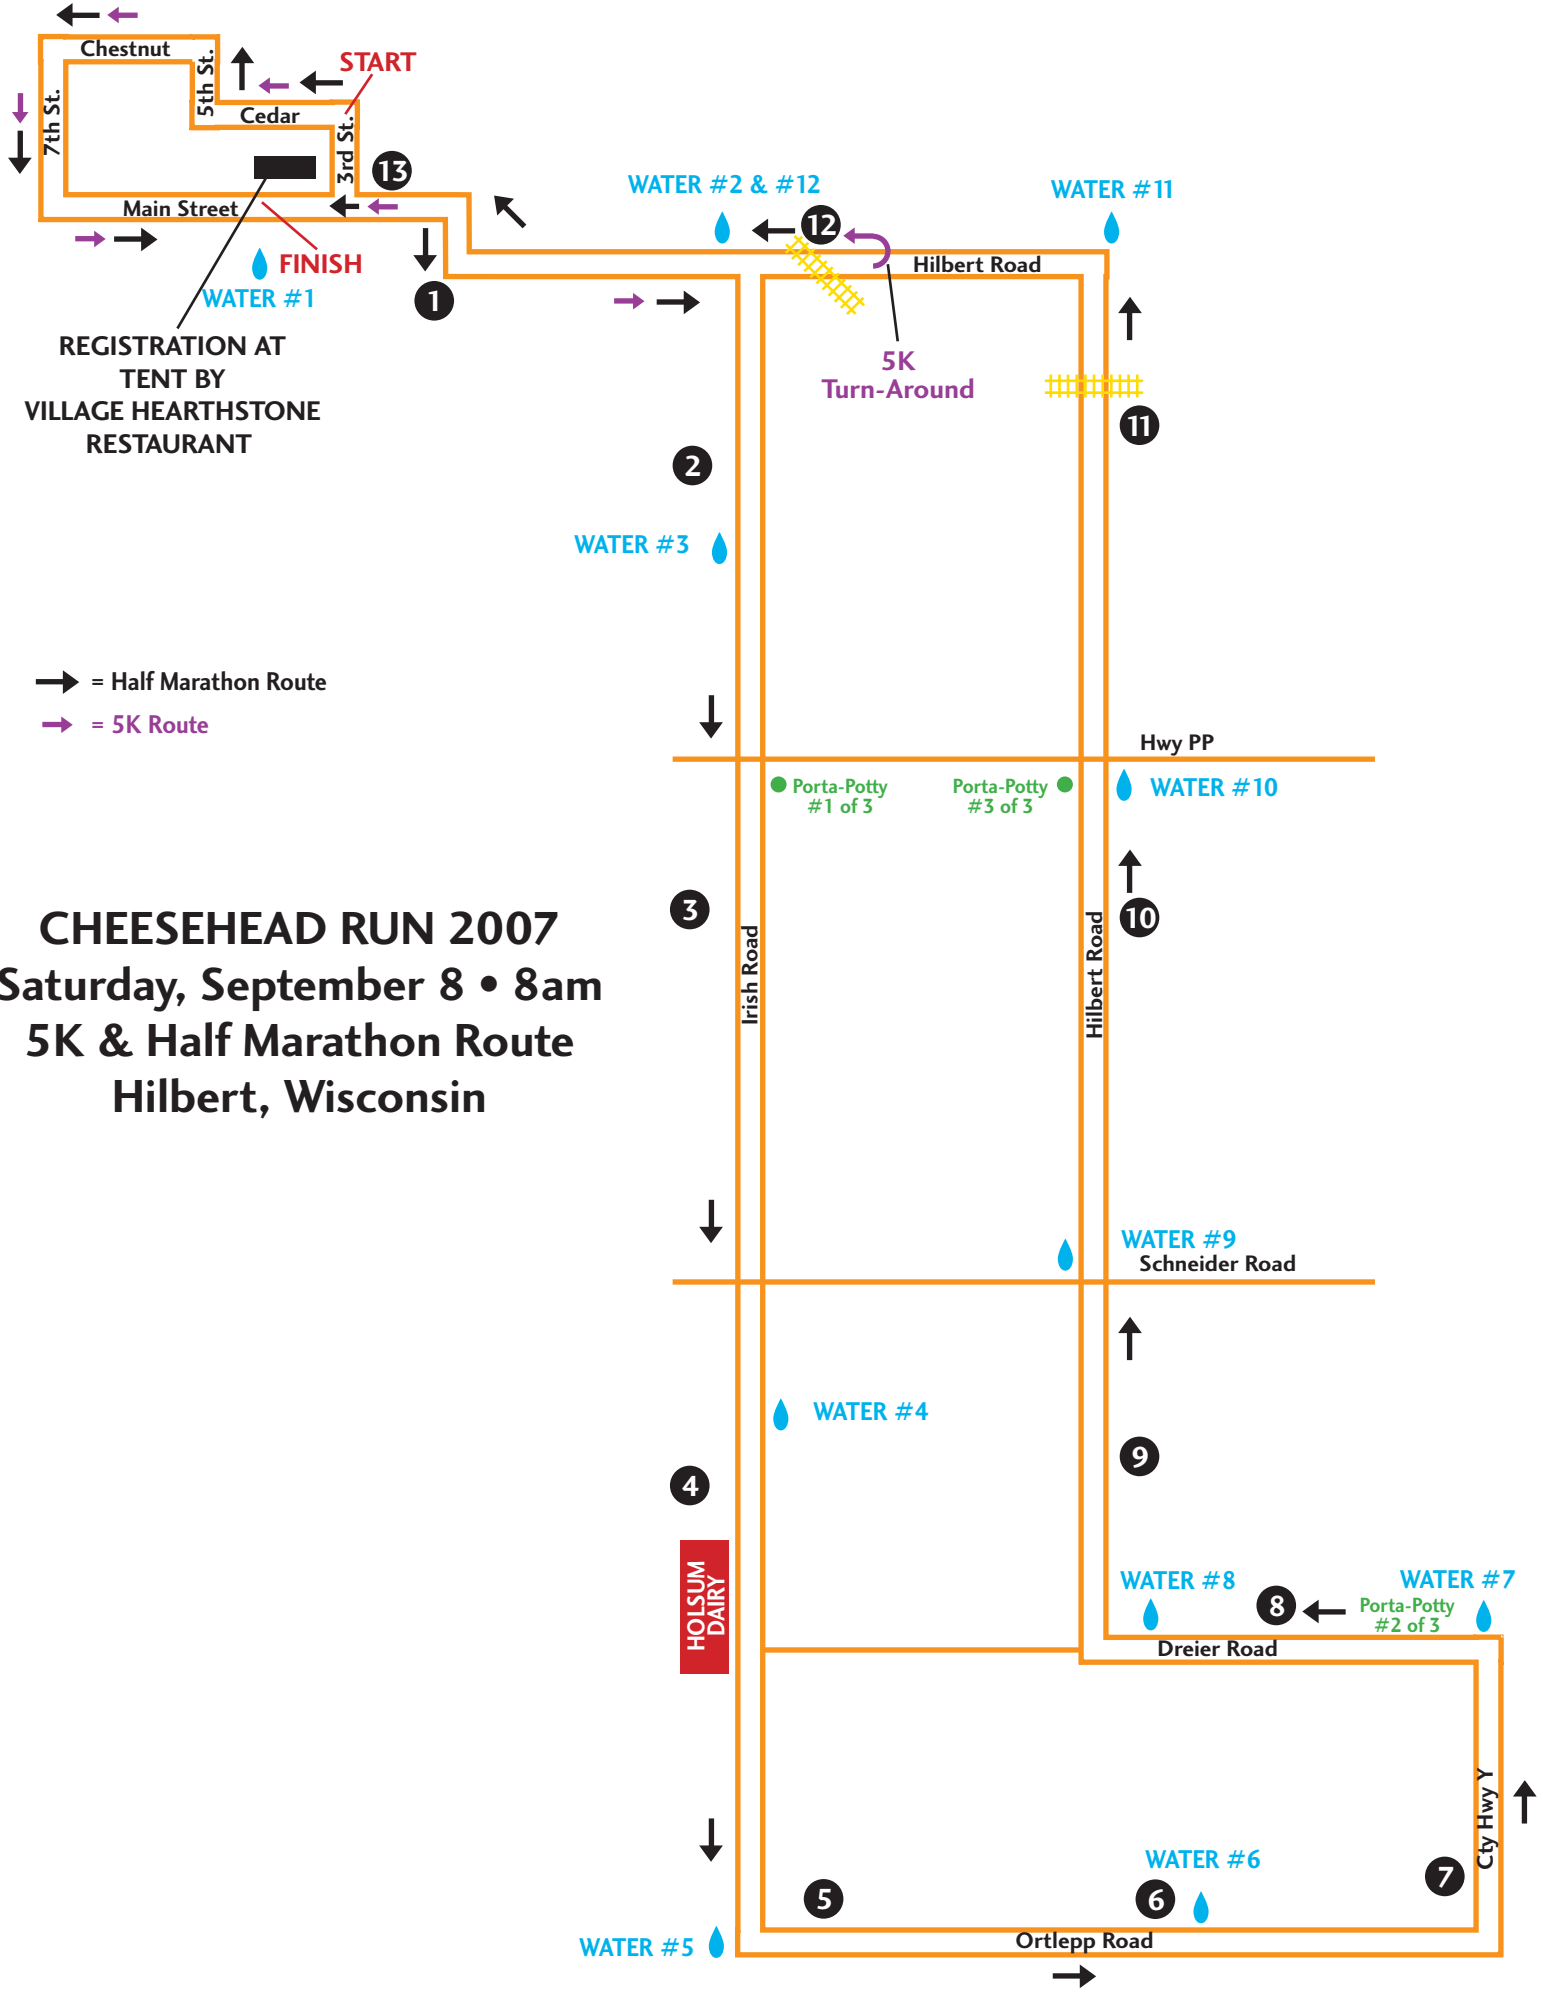 Chestnut
5th St.
START
Cedar
7th St.
3rd St.
13
Main Street
FINISH
WATER #1
1
REGISTRATION AT
TENT BY
VILLAGE HEARTHSTONE
RESTAURANT
WATER #2 & #12
12
WATER #11
Hilbert Road
5K
Turn-Around
11
2
WATER #3
= Half Marathon Route
= 5K Route
Hwy PP
Porta-Potty
#1 of 3
Porta-Potty
#3 of 3
WATER #10
3
10
Irish Road
Hilbert Road
CHEESEHEAD RUN 2007
Saturday, September 8 • 8am
5K & Half Marathon Route
Hilbert, Wisconsin
WATER #9
Schneider Road
WATER #4
9
4
HOLSUM
DAIRY
WATER #8
8
WATER #7
Porta-Potty
#2 of 3
Dreier Road
Cty Hwy Y
7
WATER #6
5
6
WATER #5
Ortlepp Road